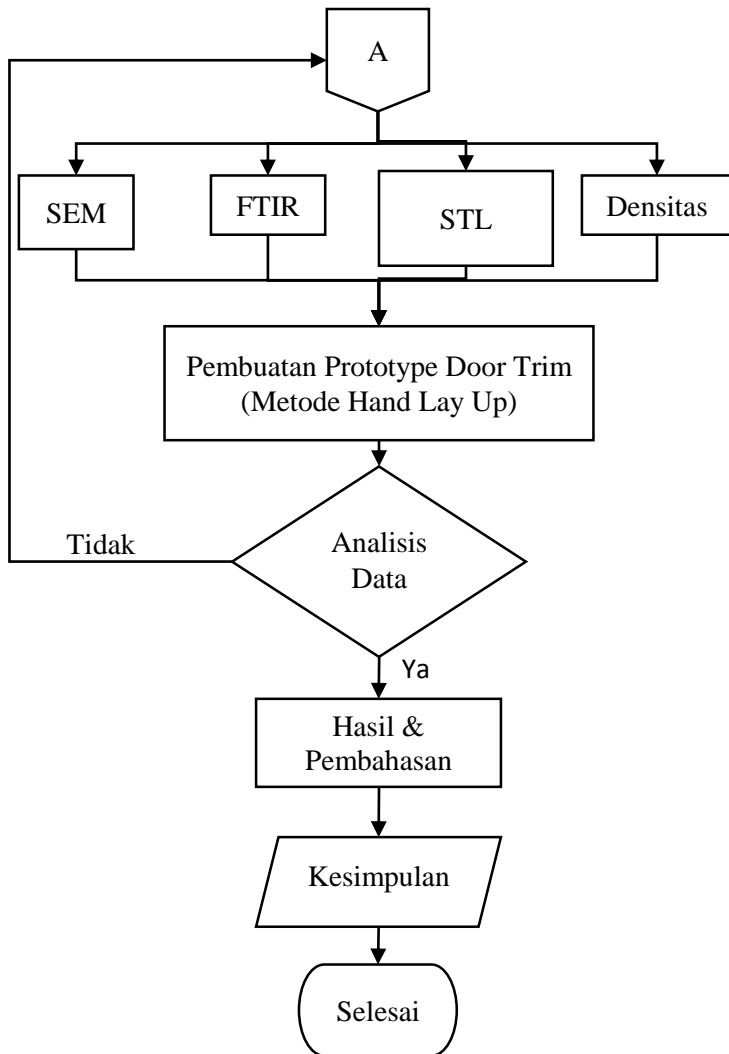 A
SEM
FTIR
STL
Densitas
Pembuatan Prototype Door Trim
(Metode Hand Lay Up)
Tidak
Analisis
Data
Ya
Hasil &
Pembahasan
Kesimpulan
Selesai